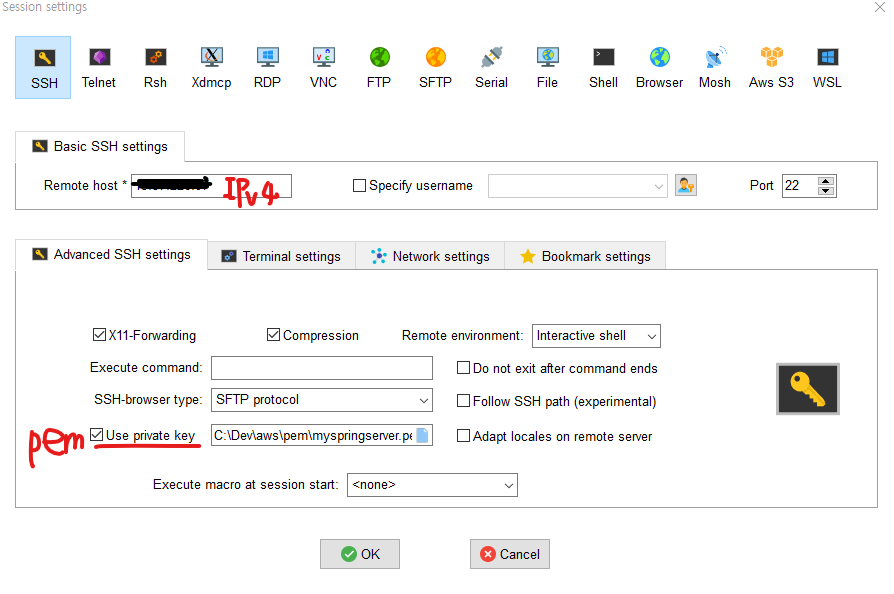 Session settings
SSH Telnet Rsh Xdmcp RDP VNC FTP SFTP Serial File Shell Browser Mosh Aws S3 WSL
Basic SSH settings
Remote host * IPv4 Specify username Port 22
Advanced SSH settings Terminal settings Network settings Bookmark settings
X11-Forwarding Compression Remote environment: Interactive shell
Execute command: Do not exit after command ends
SSH-browser type: SFTP protocol Follow SSH path (experimental)
pem Use private key C:\Dev\aws\pem\myspringserver.pe Adapt locales on remote server
Execute macro at session start: <none>
OK Cancel